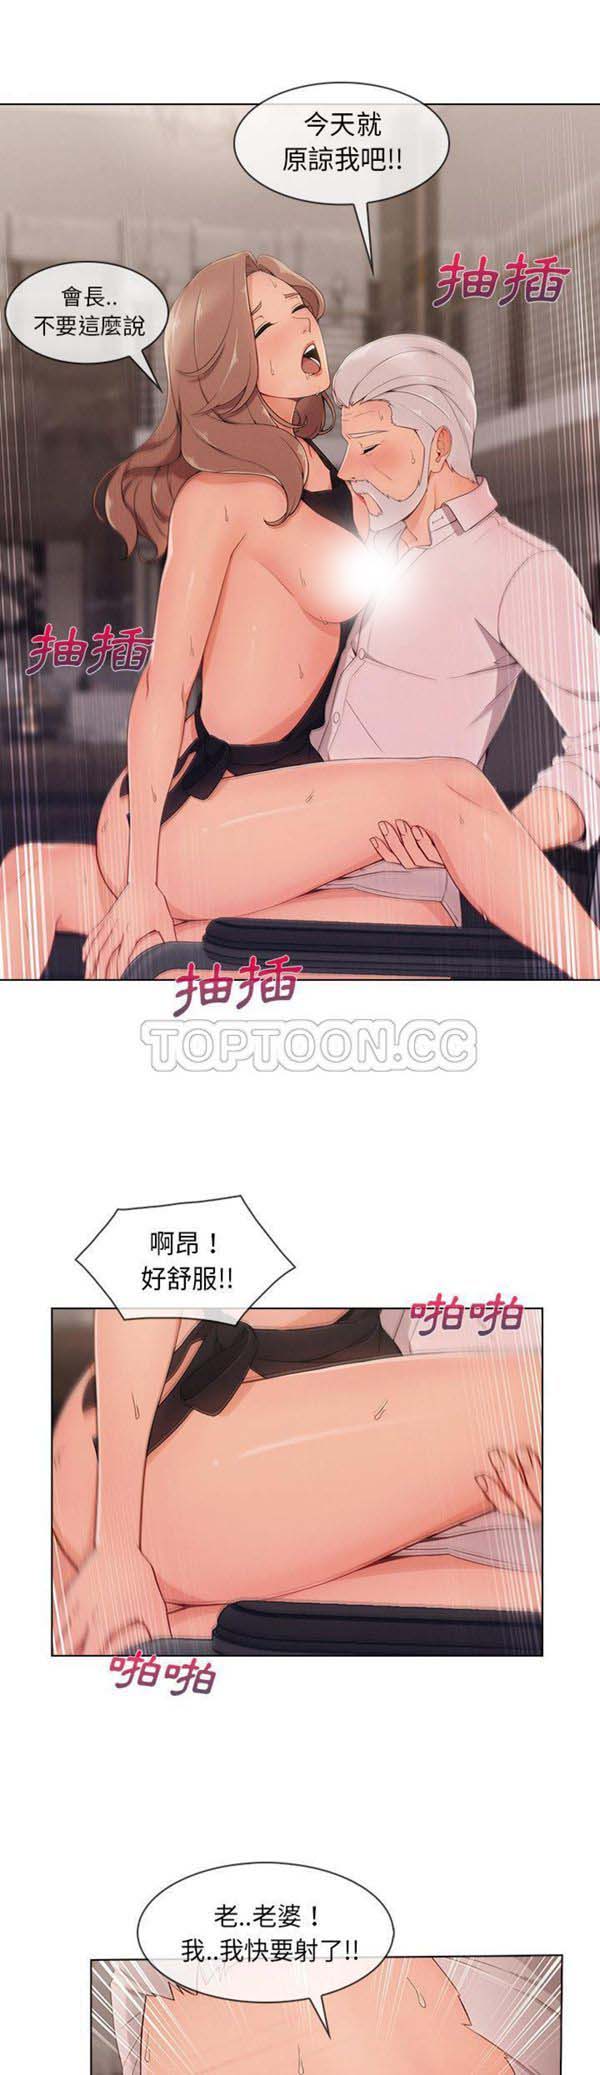 今天就
原諒我吧!!
會長..
不要這麼說
抽插
抽插
抽插
TOPTOON.CC
啊昂！
好舒服!!
啪啪
啪啪
老..老婆！
我..我快要射了!!